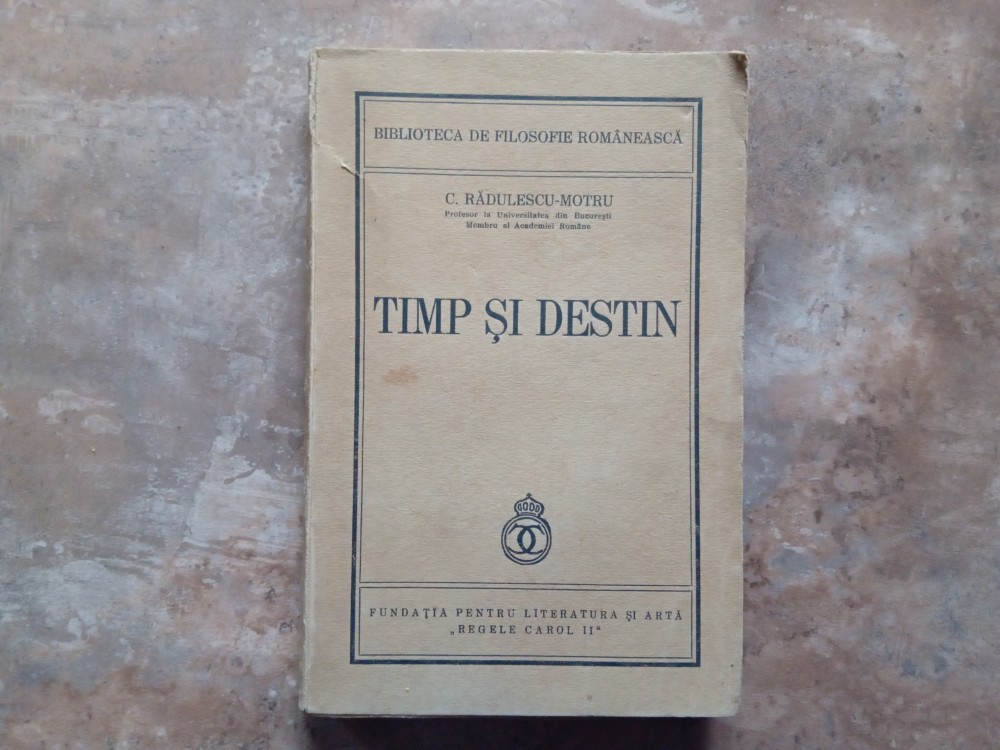 BIBLIOTECA DE FILOSOFIE ROMÂNEASCĂ
C. RĂDULESCU-MOTRU
Profesor la Universitatea din București
Membru al Academiei Române
TIMP ȘI DESTIN
FUNDAȚIA PENTRU LITERATURA ȘI ARTĂ
„REGELE CAROL II“